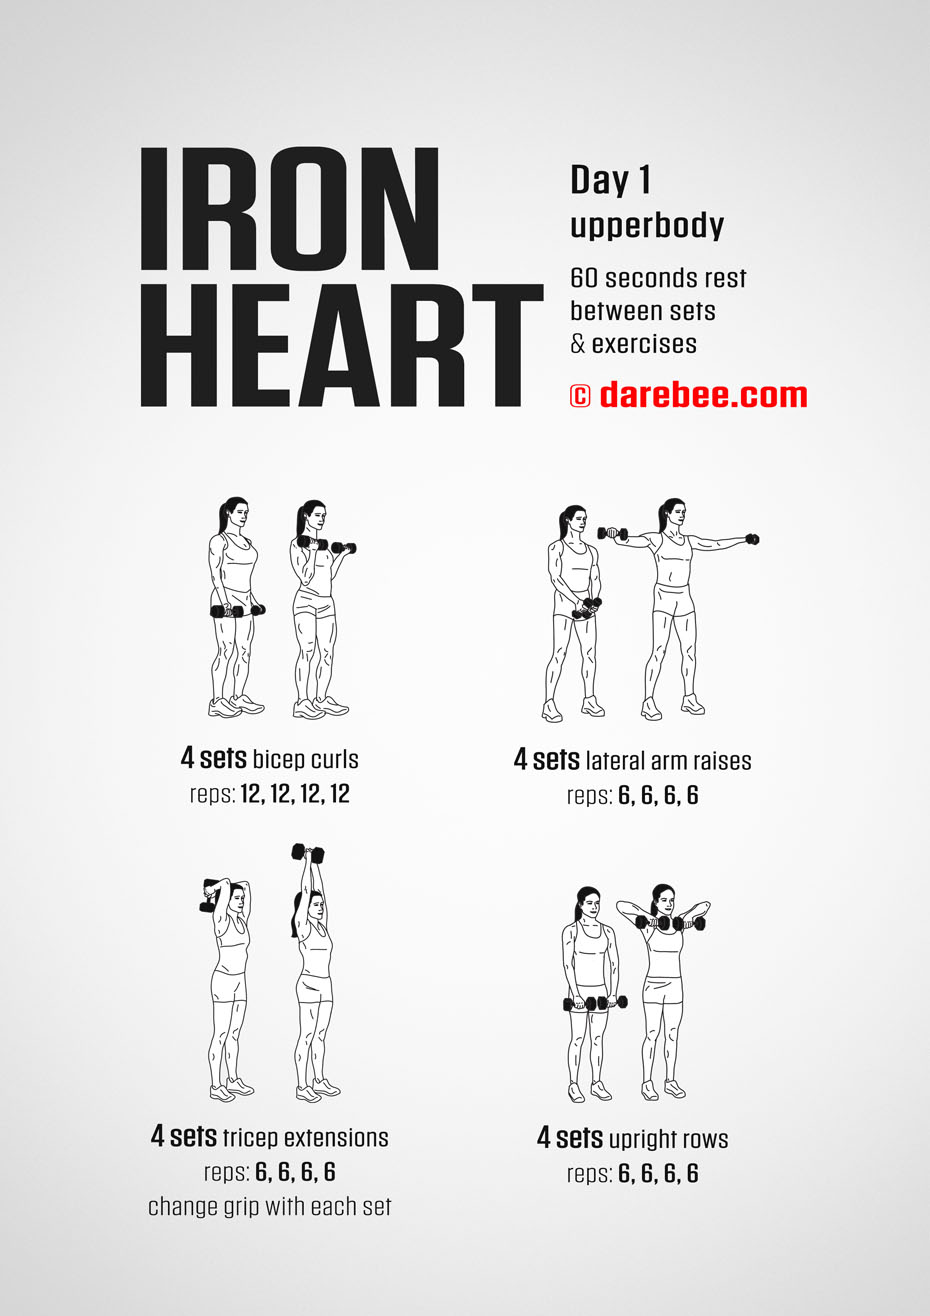 IRON
HEART
Day 1
upperbody
60 seconds rest
between sets
& exercises
© darebee.com
4 sets bicep curls
reps: 12, 12, 12, 12
4 sets lateral arm raises
reps: 6, 6, 6, 6
4 sets tricep extensions
reps: 6, 6, 6, 6
change grip with each set
4 sets upright rows
reps: 6, 6, 6, 6